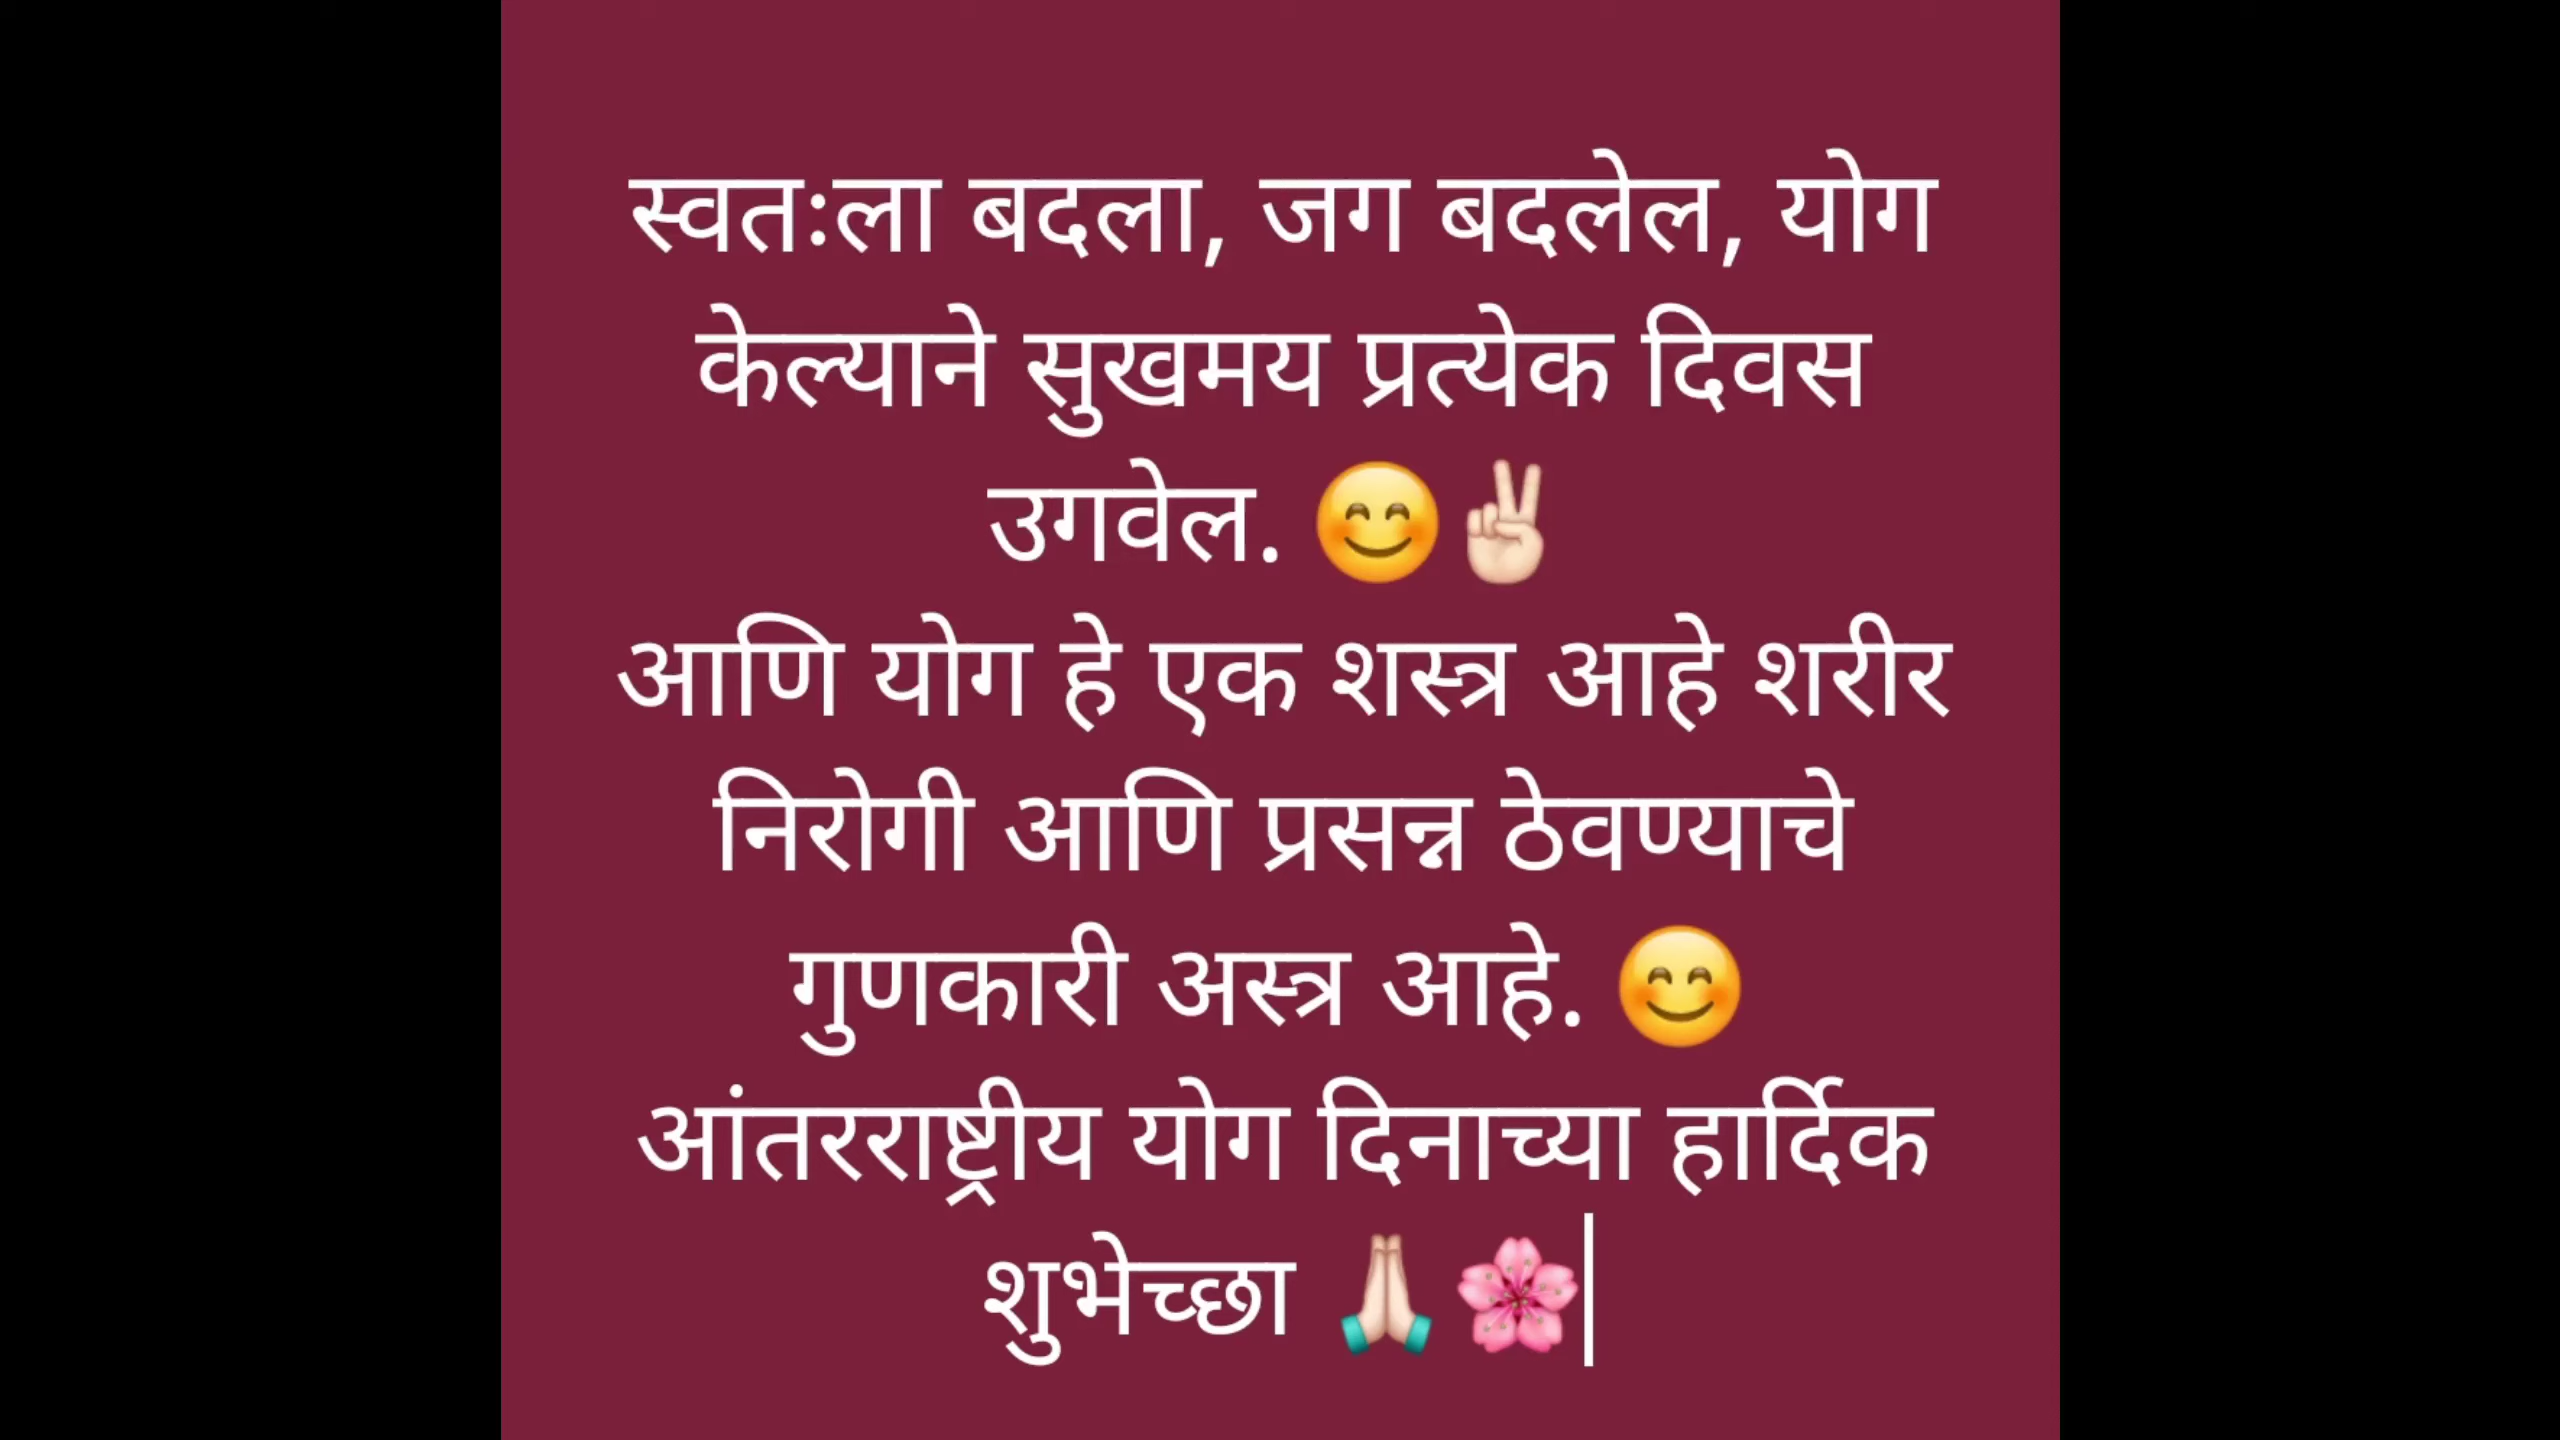 स्वतःला बदला, जग बदलेल, योग
केल्याने सुखमय प्रत्येक दिवस
उगवेल. 😊✌🏻
आणि योग हे एक शस्त्र आहे शरीर
निरोगी आणि प्रसन्न ठेवण्याचे
गुणकारी अस्त्र आहे. 😊
आंतरराष्ट्रीय योग दिनाच्या हार्दिक
शुभेच्छा 🙏🏻🌸